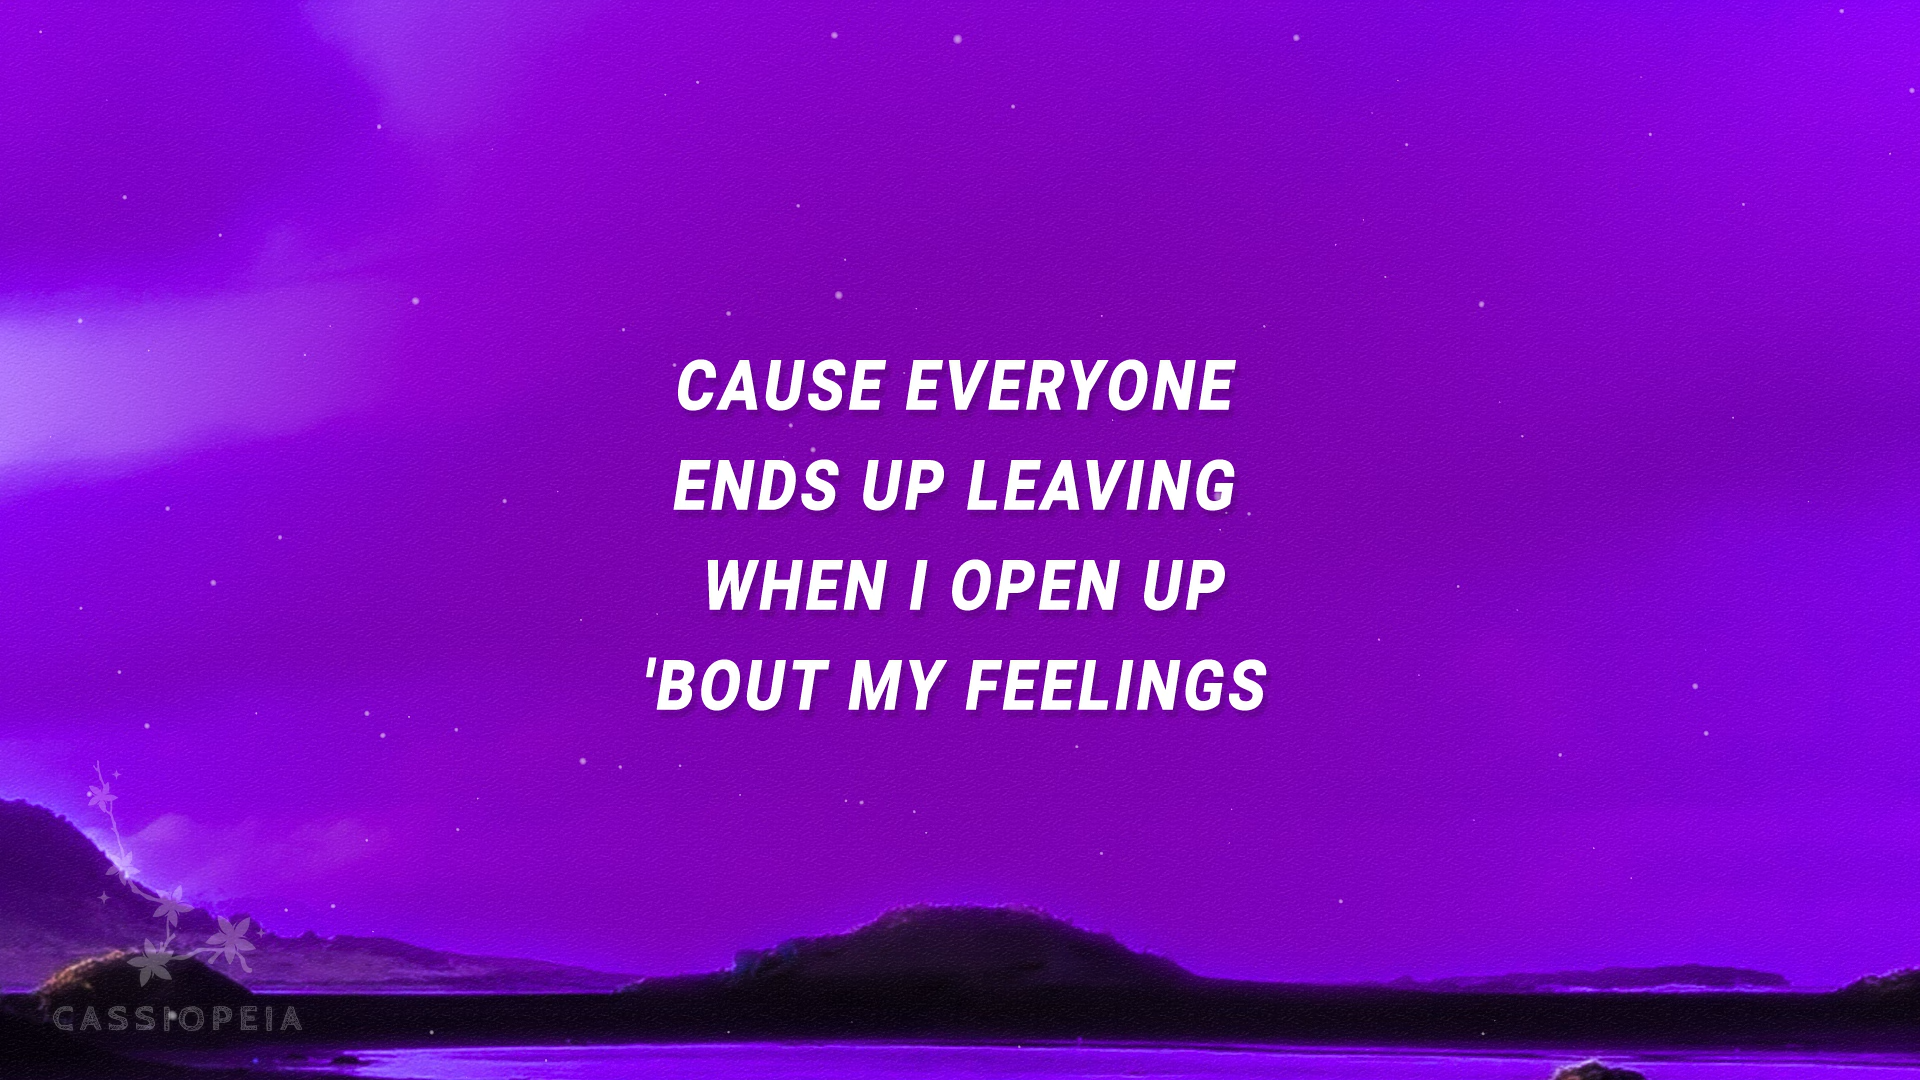 CAUSE EVERYONE
ENDS UP LEAVING
WHEN I OPEN UP
'BOUT MY FEELINGS
CASSIOPEIA